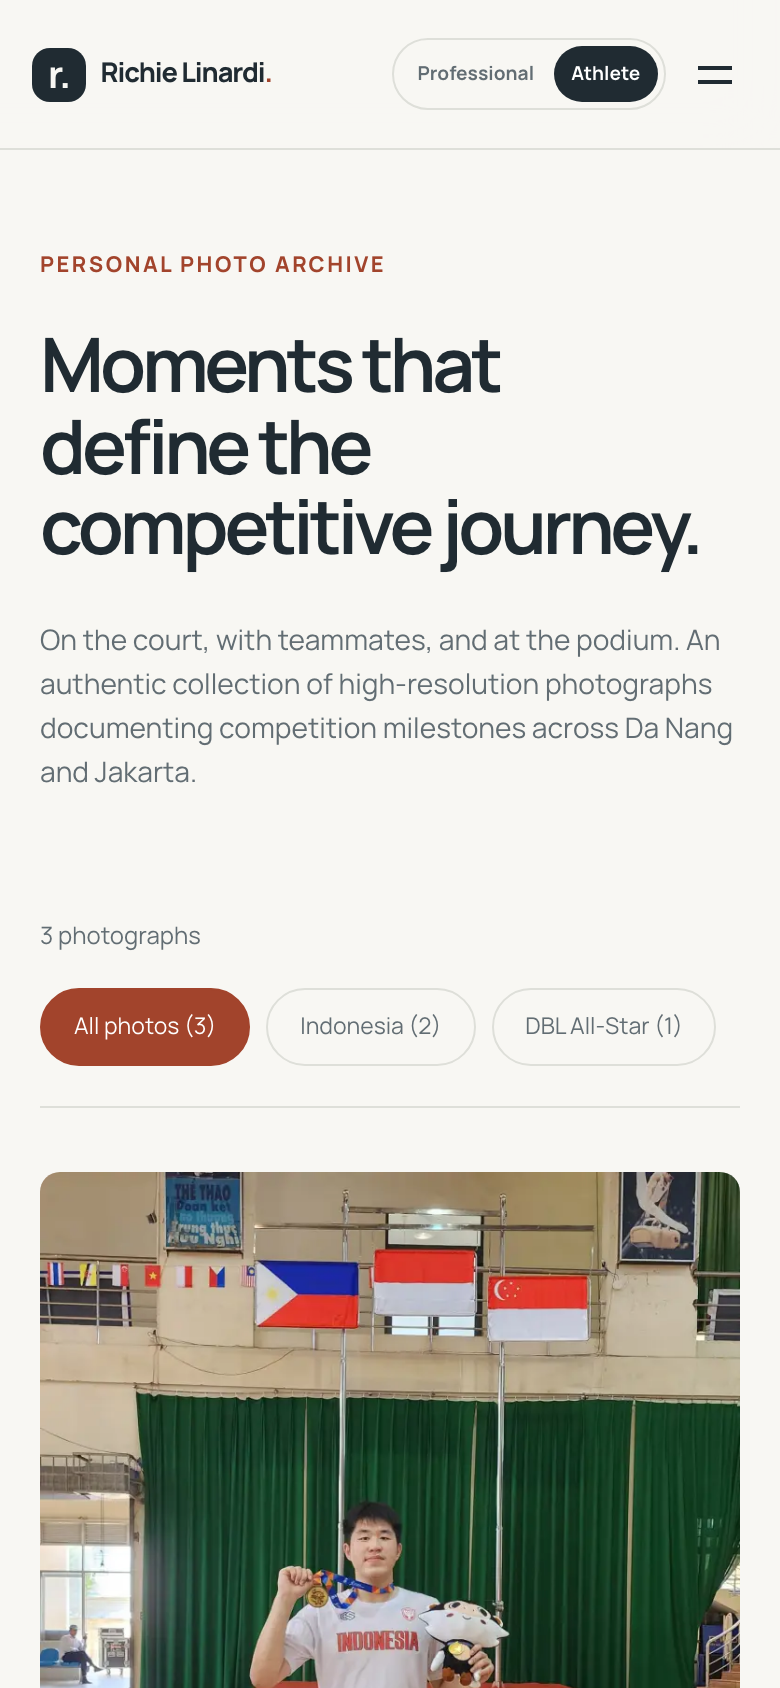 r.
Richie Linardi.
Professional
Athlete
PERSONAL PHOTO ARCHIVE
Moments that
define the
competitive journey.
On the court, with teammates, and at the podium. An
authentic collection of high-resolution photographs
documenting competition milestones across Da Nang
and Jakarta.
3 photographs
All photos (3)
Indonesia (2)
DBL All-Star (1)
THE THAO
INDONESIA